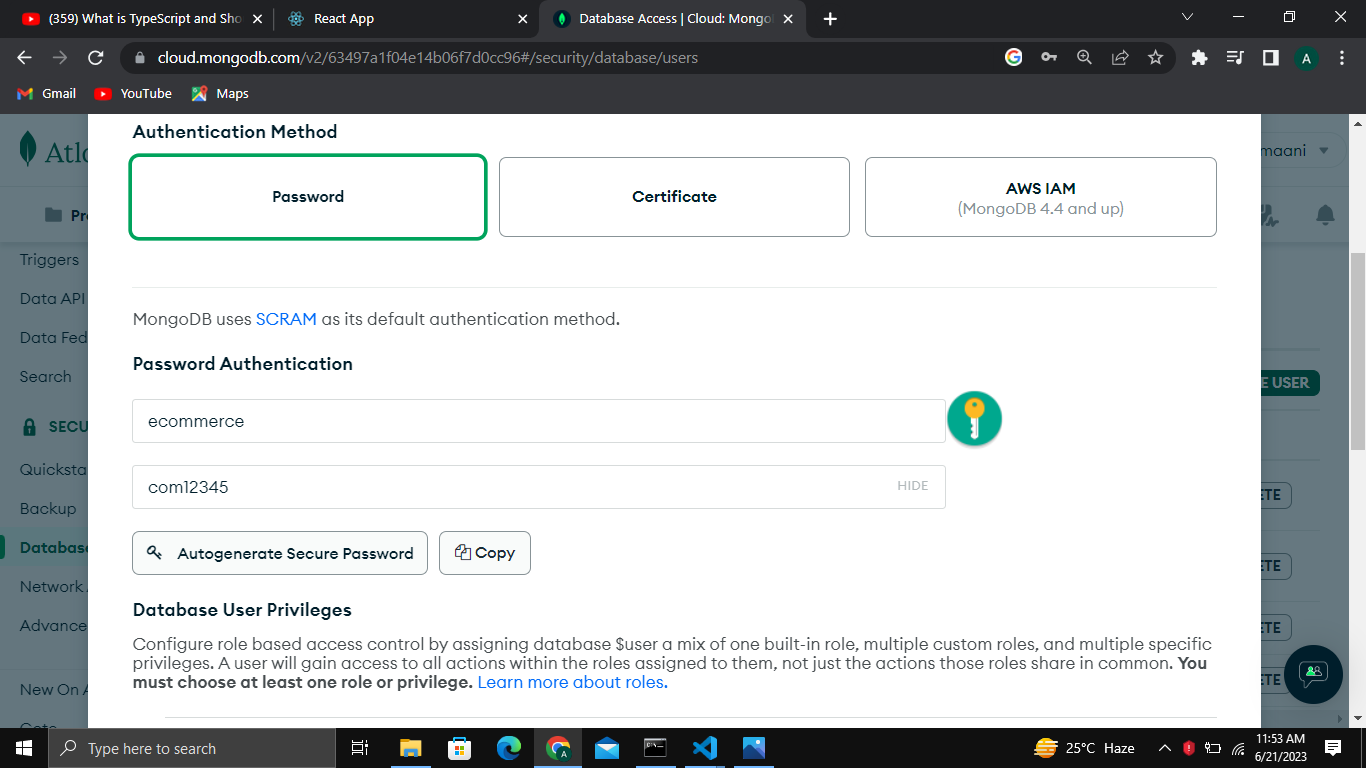 (359) What is TypeScript and Sho
React App
Database Access | Cloud: Mongo
cloud.mongodb.com/v2/63497a1f04e14b06f7d0cc96#/security/database/users
A
Gmail
YouTube
Maps
Authentication Method
Atl
maani
Password
Certificate
AWS IAM
(MongoDB 4.4 and up)
Pr
Triggers
Data API
Data Fed
Search
MongoDB uses SCRAM as its default authentication method.
Password Authentication
E USER
ecommerce
SECU
Quicksta
com12345
HIDE
ETE
Backup
Database
Autogenerate Secure Password
Copy
ETE
Network
Advance
Database User Privileges
ETE
Configure role based access control by assigning database $user a mix of one built-in role, multiple custom roles, and multiple specific
privileges. A user will gain access to all actions within the roles assigned to them, not just the actions those roles share in common. You
must choose at least one role or privilege. Learn more about roles.
ETE
New On A
Type here to search
25°C Haze
11:53 AM
6/21/2023